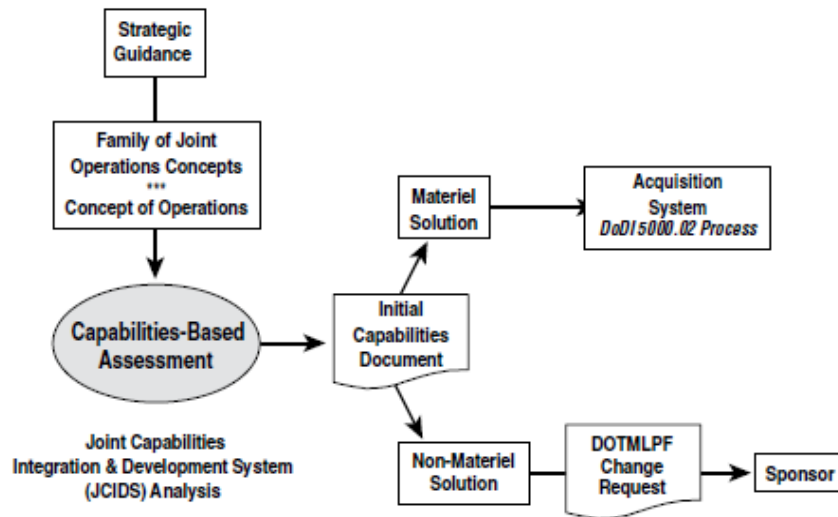 Strategic
Guidance
Family of Joint
Operations Concepts
***
Concept of Operations
Capabilities-Based
Assessment
Joint Capabilities
Integration & Development System
(JCIDS) Analysis
Initial
Capabilities
Document
Materiel
Solution
Acquisition
System
DoDI 5000.02 Process
Non-Materiel
Solution
DOTMLPF
Change
Request
Sponsor